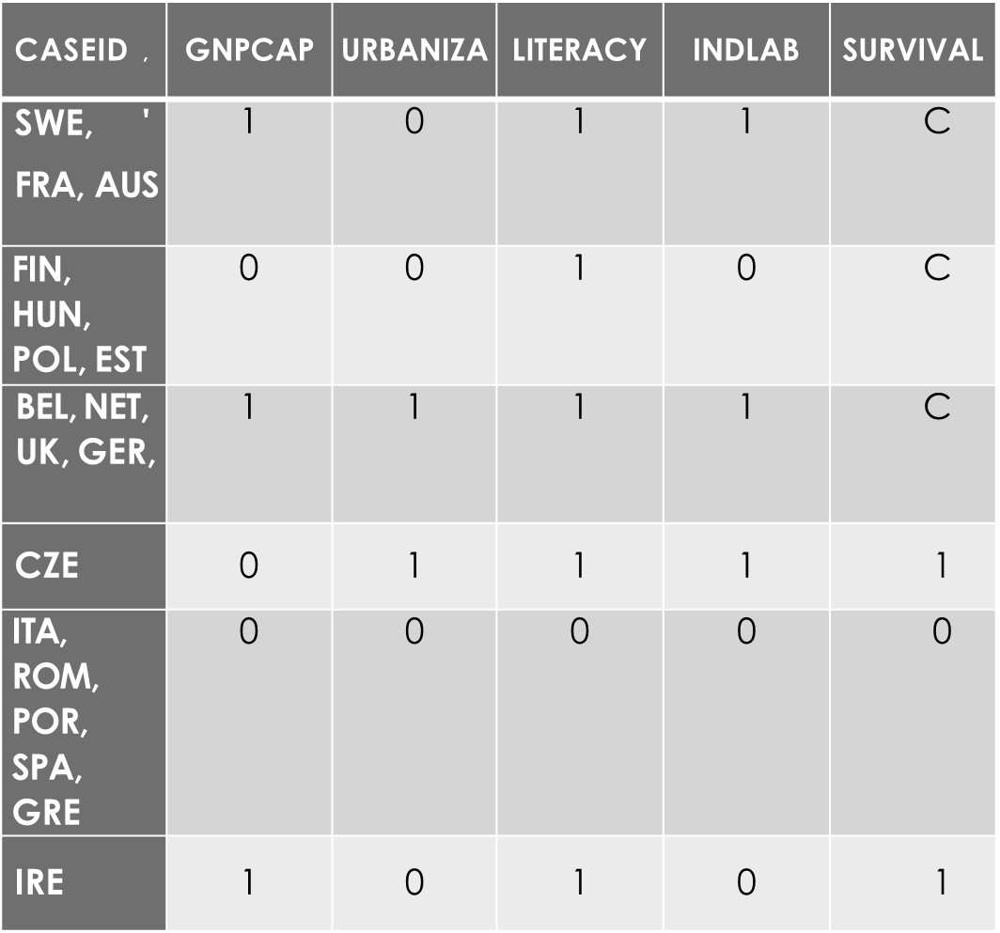 CASEID , GNPCAP URBANIZA LITERACY INDLAB SURVIVAL
SWE, ' 1 0 1 1 C
FRA, AUS
FIN, 0 0 1 0 C
HUN,
POL, EST
BEL, NET, 1 1 1 1 C
UK, GER,
CZE 0 1 1 1 1
ITA, 0 0 0 0 0
ROM,
POR,
SPA,
GRE
IRE 1 0 1 0 1